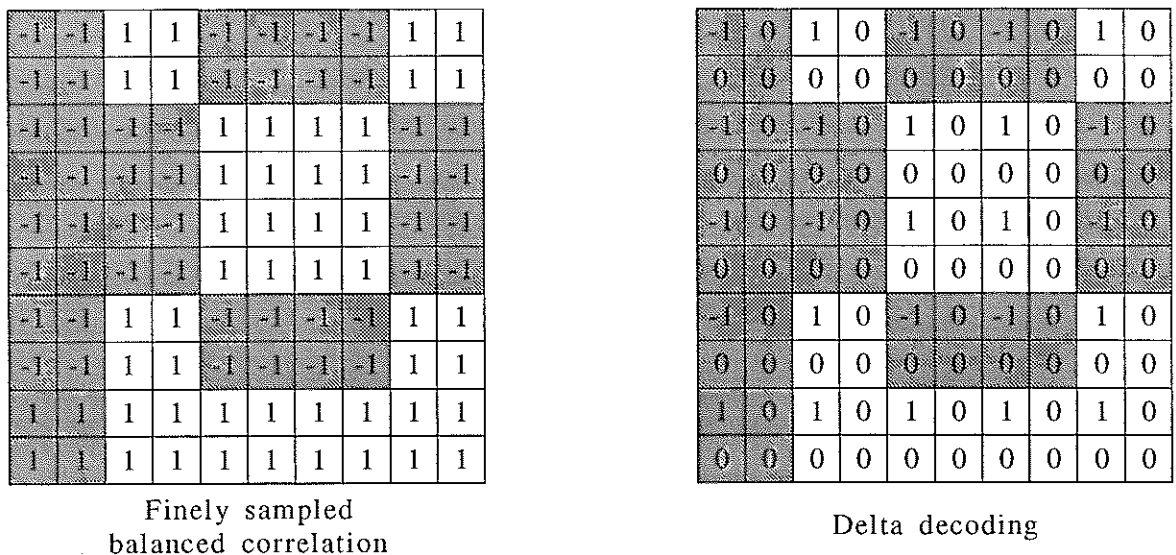 -1 -1 1 1 -1 -1 -1 -1 1 1
-1 -1 1 1 -1 -1 -1 -1 1 1
-1 -1 -1 -1 1 1 1 1 -1 -1
-1 -1 -1 -1 1 1 1 1 -1 -1
-1 -1 -1 -1 1 1 1 1 -1 -1
-1 -1 -1 -1 1 1 1 1 -1 -1
-1 -1 1 1 -1 -1 -1 -1 1 1
-1 -1 1 1 -1 -1 -1 -1 1 1
1 1 1 1 1 1 1 1 1 1
1 1 1 1 1 1 1 1 1 1
Finely sampled
balanced correlation
-1 0 1 0 -1 0 -1 0 1 0
0 0 0 0 0 0 0 0 0 0
-1 0 -1 0 1 0 1 0 -1 0
0 0 0 0 0 0 0 0 0 0
-1 0 -1 0 1 0 1 0 -1 0
0 0 0 0 0 0 0 0 0 0
-1 0 1 0 -1 0 -1 0 1 0
0 0 0 0 0 0 0 0 0 0
1 0 1 0 1 0 1 0 1 0
0 0 0 0 0 0 0 0 0 0
Delta decoding